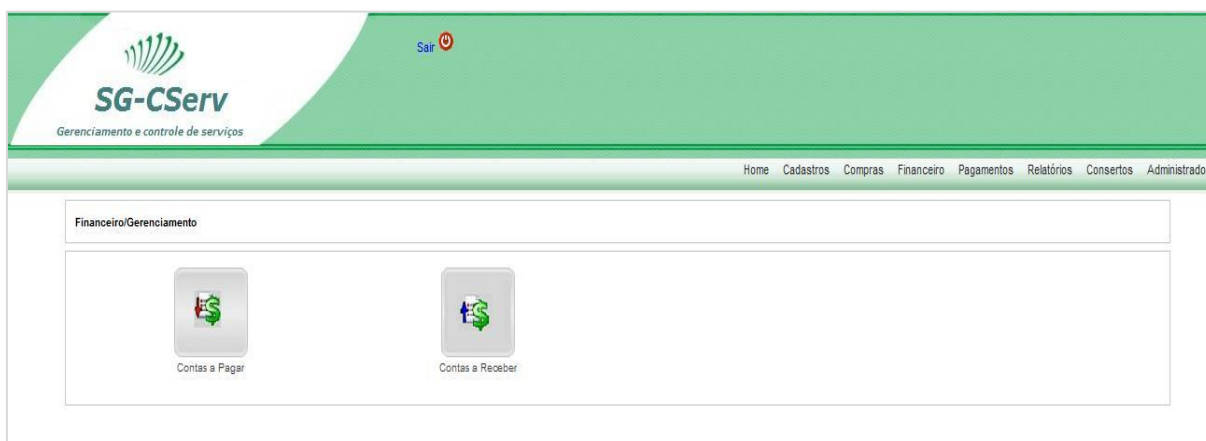 Sair
SG-CServ
Gerenciamento e controle de serviços
Home Cadastros Compras Financeiro Pagamentos Relatórios Consertos Administrado
Financeiro/Gerenciamento
Contas a Pagar Contas a Receber